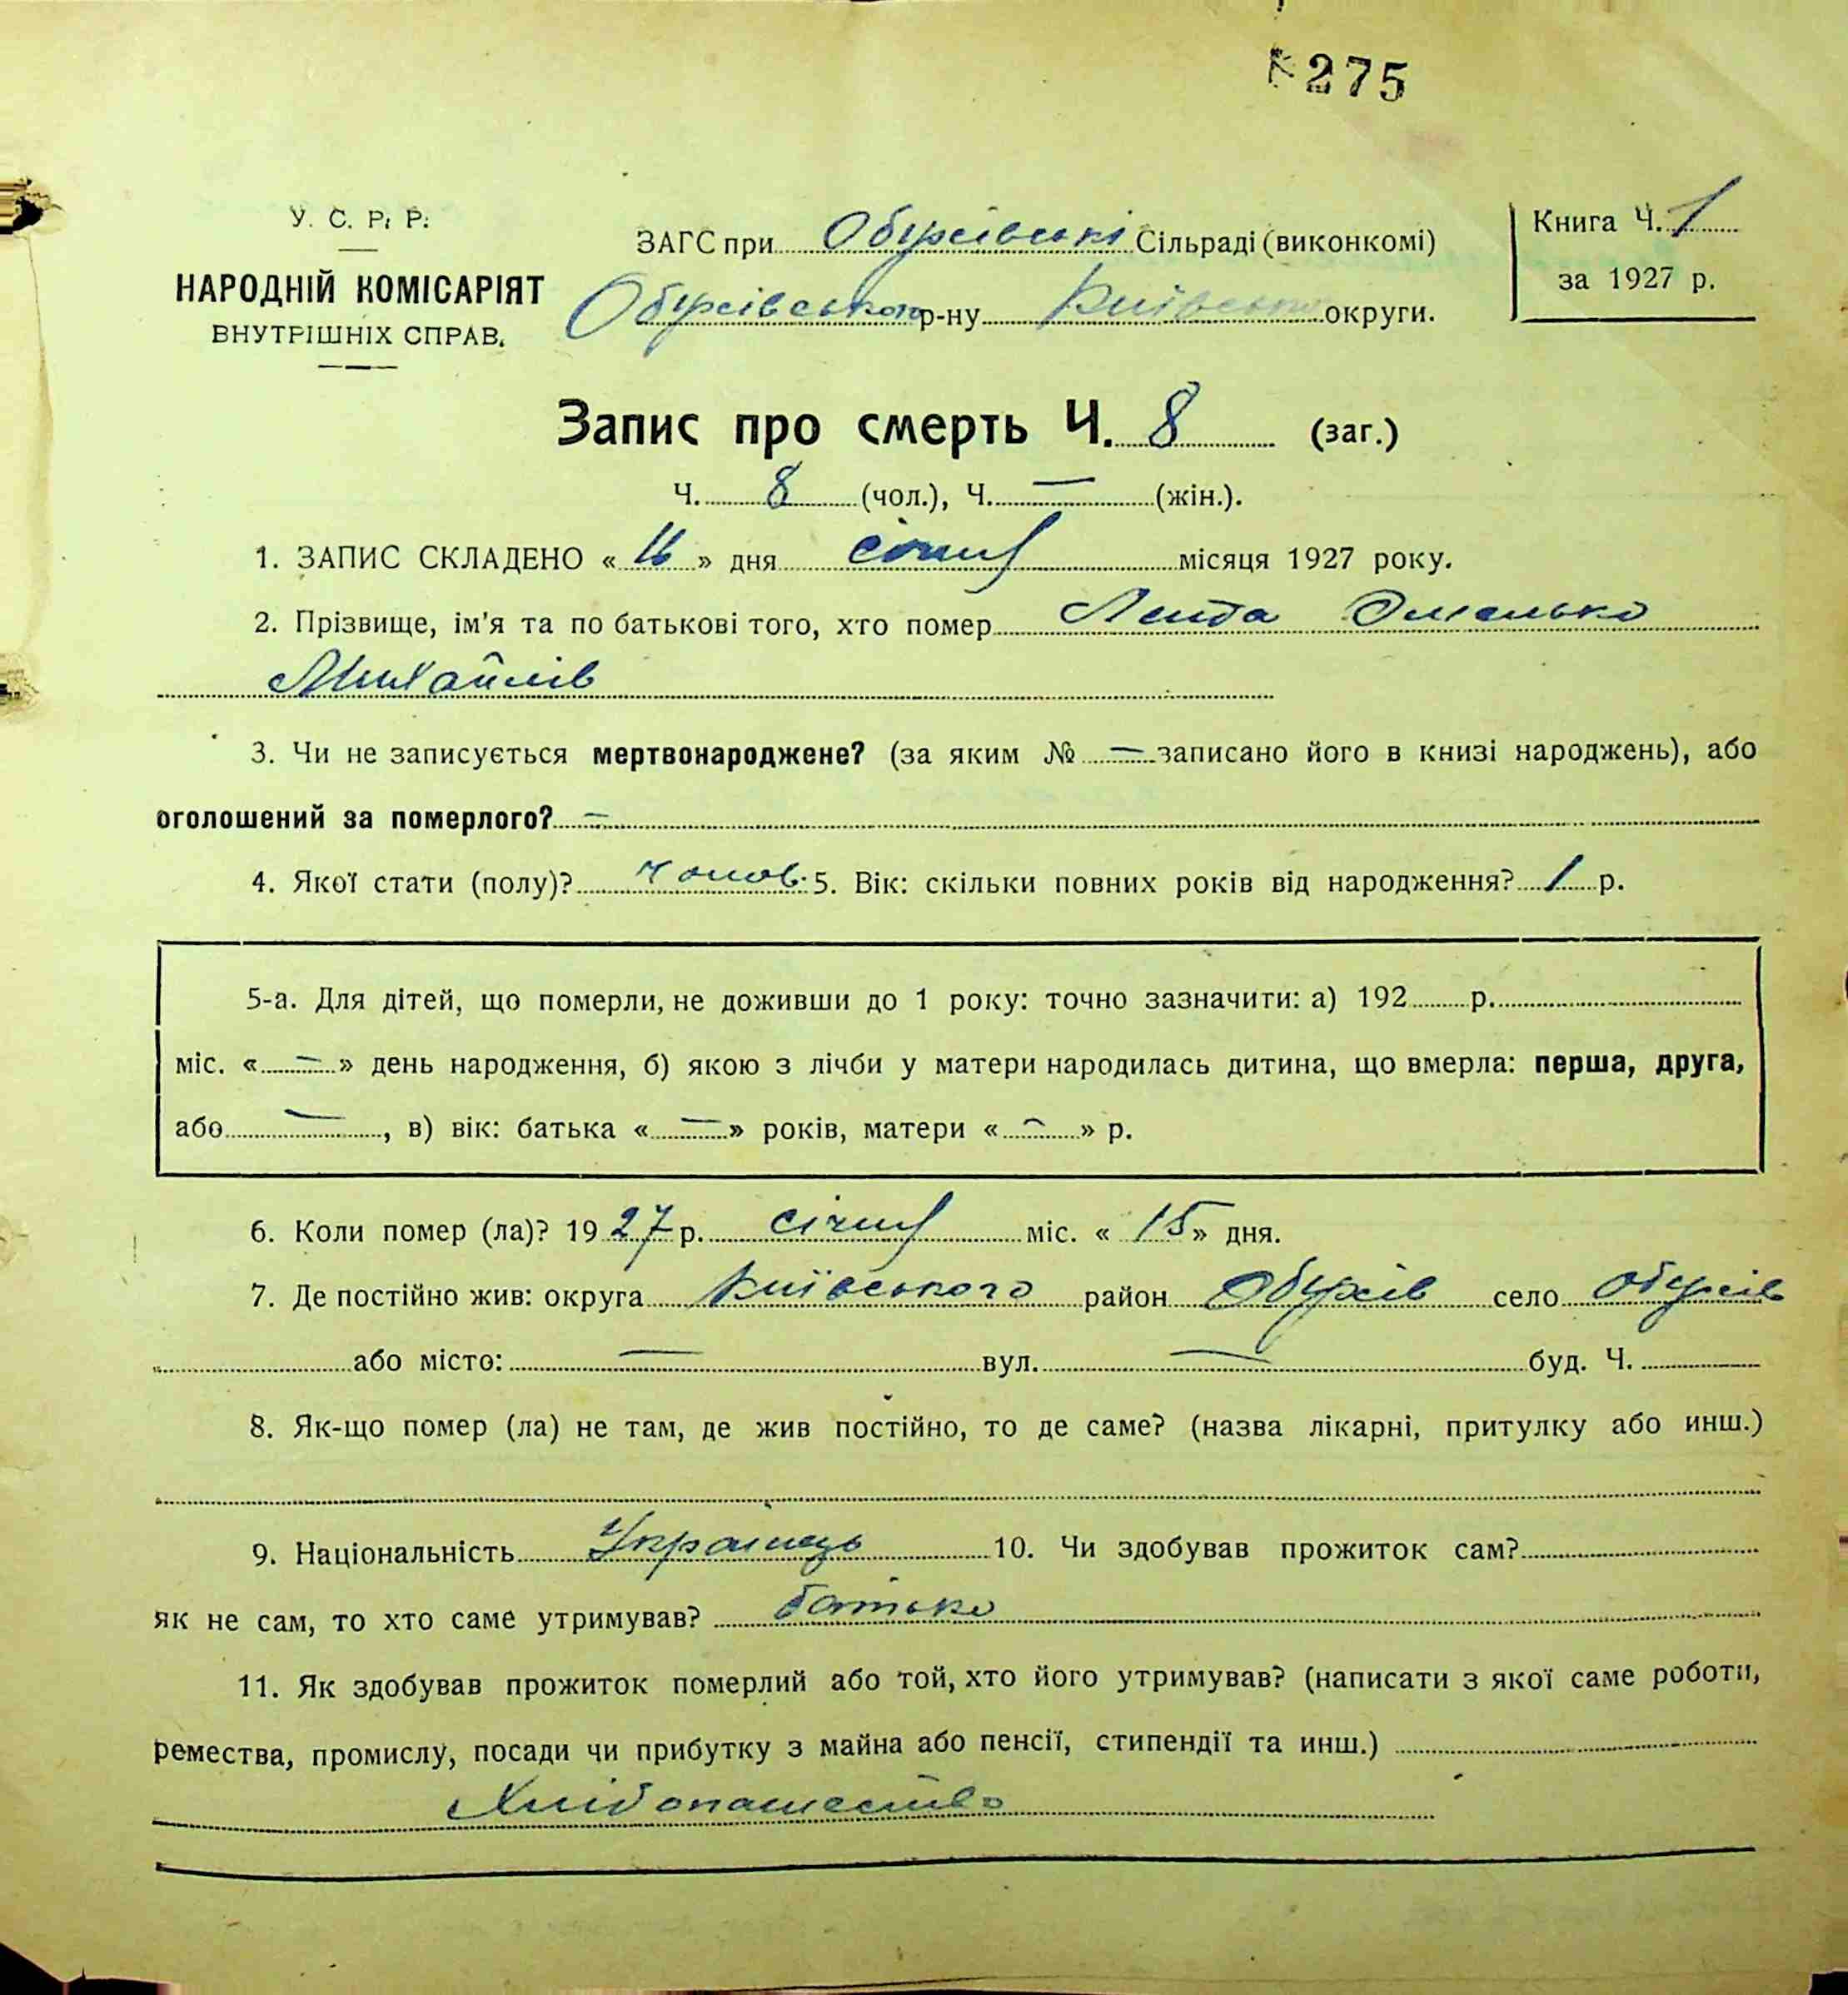 275
У. С. Р. Р.
НАРОДНІЙ КОМІСАРІЯТ
ВНУТРІШНІХ СПРАВ.
ЗАГС при Обухівські Сільраді (виконкомі)
Обухівського р-ну Київсько округи.
Книга Ч. 1
за 1927 р.
Запис про смерть Ч. 8 (заг.)
Ч. 8 (чол.), Ч. — (жін.).
1. ЗАПИС СКЛАДЕНО « 16 » дня січня місяця 1927 року.
2. Прізвище, ім'я та по батькові того, хто помер Омелько
Михайлів
3. Чи не записується мертвонароджене? (за яким № — записано його в книзі народжень), або
оголошений за померлого? —
4. Якої стати (полу)? чолов. 5. Вік: скільки повних років від народження? 1 р.
5-а. Для дітей, що померли, не доживши до 1 року: точно зазначити: а) 192 р.
міс. « — » день народження, б) якою з лічби у матери народилась дитина, що вмерла: перша, друга,
або —, в) вік: батька « — » років, матери « — » р.
6. Коли помер (ла)? 19 27 р. січня міс. « 15 » дня.
7. Де постійно жив: округа Київського район Обухів село Обухів
або місто: — вул. — буд. Ч.
8. Як-що помер (ла) не там, де жив постійно, то де саме? (назва лікарні, притулку або инш.)
9. Національність Українець 10. Чи здобував прожиток сам?
як не сам, то хто саме утримував? батько
11. Як здобував прожиток померлий або той, хто його утримував? (написати з якої саме роботи,
ремества, промислу, посади чи прибутку з майна або пенсії, стипендії та инш.)
Хлібопашество